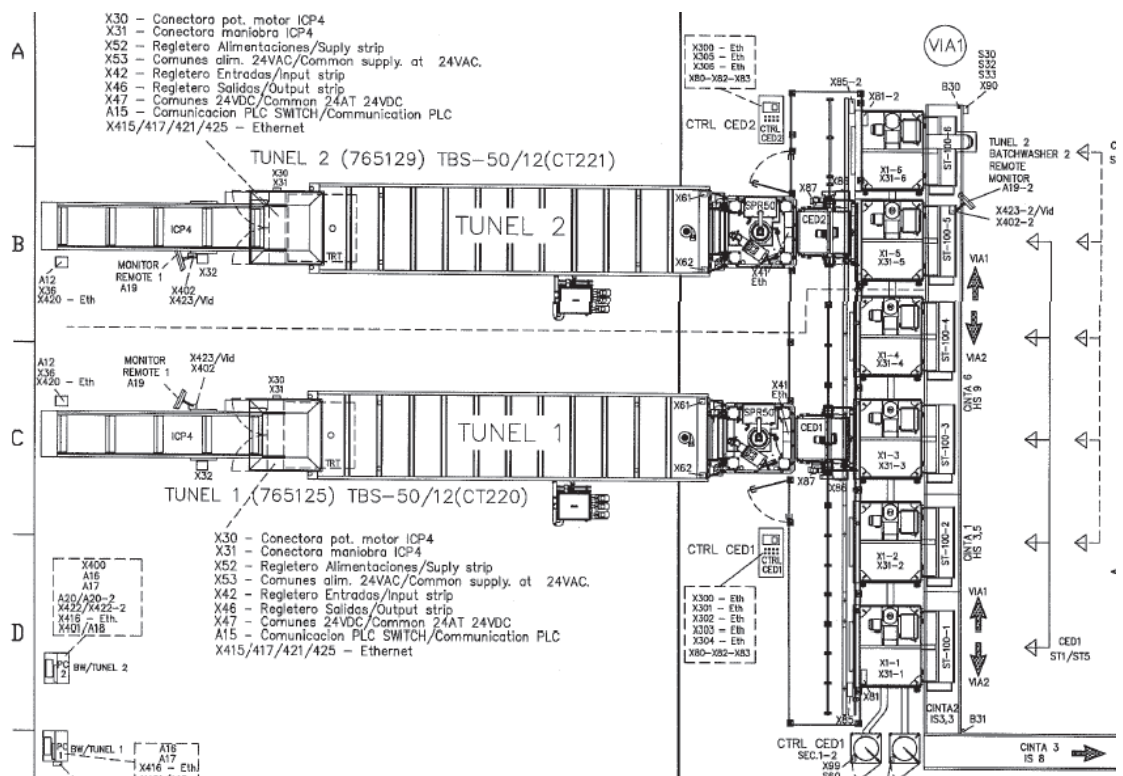 A
B
C
D
X30 - Conectora pot. motor ICP4
X31 - Conectora maniobra ICP4
X52 - Regletero Alimentaciones/Suply strip
X53 - Comunes alim. 24VAC/Common supply. at 24VAC.
X42 - Regletero Entradas/Input strip
X46 - Regletero Salidas/Output strip
X47 - Comunes 24VDC/Common 24AT 24VDC
A15 - Comunicacion PLC SWITCH/Communication PLC
X415/417/421/425 - Ethernet
TUNEL 2 (765129) TBS-50/12(CT221)
X30
X31
ICP4
TRT
TUNEL 2
X61
X62
SPR50
X41
Eth
X87
X86
CED2
A12
X36
X420 - Eth
MONITOR
REMOTE 1
A19
X32
X402
X423/Vid
X300 - Eth
X305 - Eth
X306 - Eth
X80-X82-X83
CTRL CED2
CTRL
CED2
X85-2
X81-2
VIA1
S30
S32
S33
X90
B30
TUNEL 2
BATCHWASHER 2
REMOTE
MONITOR
A19-2
X423-2/Vid
X402-2
X1-6
X31-6
ST-100-6
X1-5
X31-5
ST-100-5
VIA1
VIA2
X1-4
X31-4
ST-100-4
CINTA 6
HS 9
X1-3
X31-3
ST-100-3
X1-2
X31-2
ST-100-2
CINTA 1
HS 3,5
X1-1
X31-1
ST-100-1
VIA1
VIA2
CED1
ST1/ST5
A12
X36
X420 - Eth
MONITOR
REMOTE 1
A19
X423/Vid
X402
X30
X31
ICP4
X32
TRT
TUNEL 1
X61
X62
X41
Eth
SPR50
CED1
X87
X86
TUNEL 1 (765125) TBS-50/12(CT220)
X30 - Conectora pot. motor ICP4
X31 - Conectora maniobra ICP4
X52 - Regletero Alimentaciones/Suply strip
X53 - Comunes alim. 24VAC/Common supply. at 24VAC.
X42 - Regletero Entradas/Input strip
X46 - Regletero Salidas/Output strip
X47 - Comunes 24VDC/Common 24AT 24VDC
A15 - Comunicacion PLC SWITCH/Communication PLC
X415/417/421/425 - Ethernet
CTRL CED1
CTRL
CED1
X300 - Eth
X301 - Eth
X302 - Eth
X303 - Eth
X304 - Eth
X80-X82-X83
X400
A16
A17
A20/A20-2
X422/X422-2
X416 - Eth.
X401/A18
PC
2
BW/TUNEL 2
PC
1
BW/TUNEL 1
A16
A17
X416 - Eth
X81
X85
CINTA2
IS3,3
B31
CTRL CED1
SEC.1-2
X99
CINTA 3
IS 8